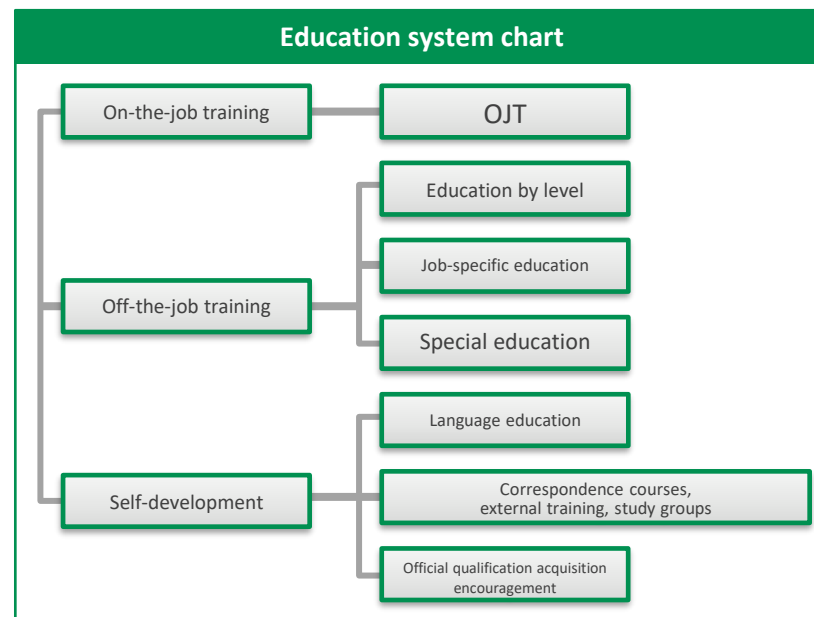 Education system chart
On-the-job training
OJT
Off-the-job training
Education by level
Job-specific education
Special education
Self-development
Language education
Correspondence courses,
external training, study groups
Official qualification acquisition
encouragement